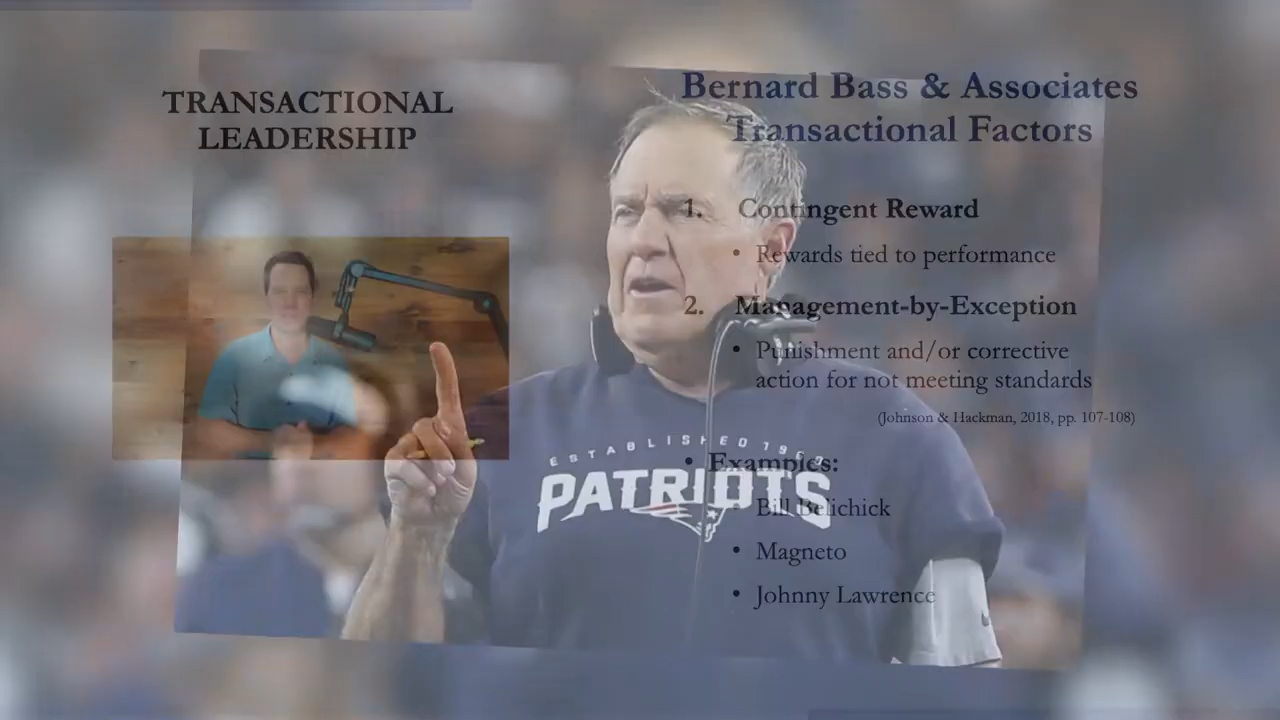 TRANSACTIONAL
LEADERSHIP
Bernard Bass & Associates
Transactional Factors
1. Contingent Reward
• Rewards tied to performance
2. Management-by-Exception
• Punishment and/or corrective
action for not meeting standards
(Johnson & Hackman, 2018, pp. 107-108)
• Examples:
• Bill Belichick
• Magneto
• Johnny Lawrence
ESTABLISHED
PATRIOTS